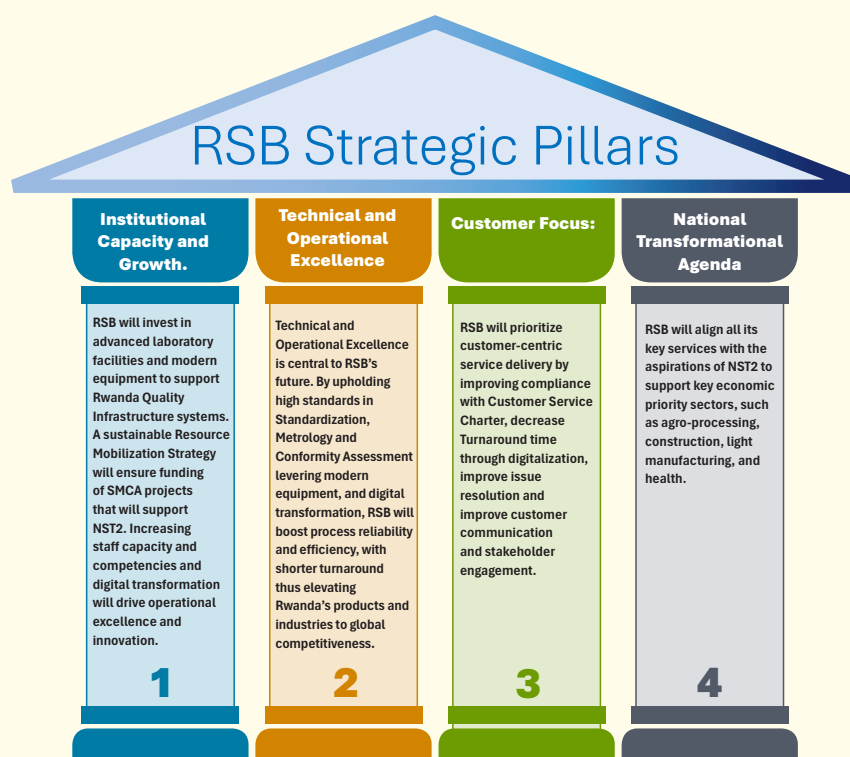 RSB Strategic Pillars
Institutional
Capacity and
Growth.
RSB will invest in
advanced laboratory
facilities and modern
equipment to support
Rwanda Quality
Infrastructure systems.
A sustainable Resource
Mobilization Strategy
will ensure funding
of SMCA projects
that will support
NST2. Increasing
staff capacity and
competencies and
digital transformation
will drive operational
excellence and
innovation.
1
Technical and
Operational
Excellence
Technical and
Operational Excellence
is central to RSB’s
future. By upholding
high standards in
Standardization,
Metrology and
Conformity Assessment
levering modern
equipment, and digital
transformation, RSB will
boost process reliability
and efficiency, with
shorter turnaround
thus elevating
Rwanda’s products and
industries to global
competitiveness.
2
Customer Focus:
RSB will prioritize
customer-centric
service delivery by
improving compliance
with Customer Service
Charter, decrease
Turnaround time
through digitalization,
improve issue
resolution and
improve customer
communication
and stakeholder
engagement.
3
National
Transformational
Agenda
RSB will align all its
key services with the
aspirations of NST2 to
support key economic
priority sectors, such
as agro-processing,
construction, light
manufacturing, and
health.
4